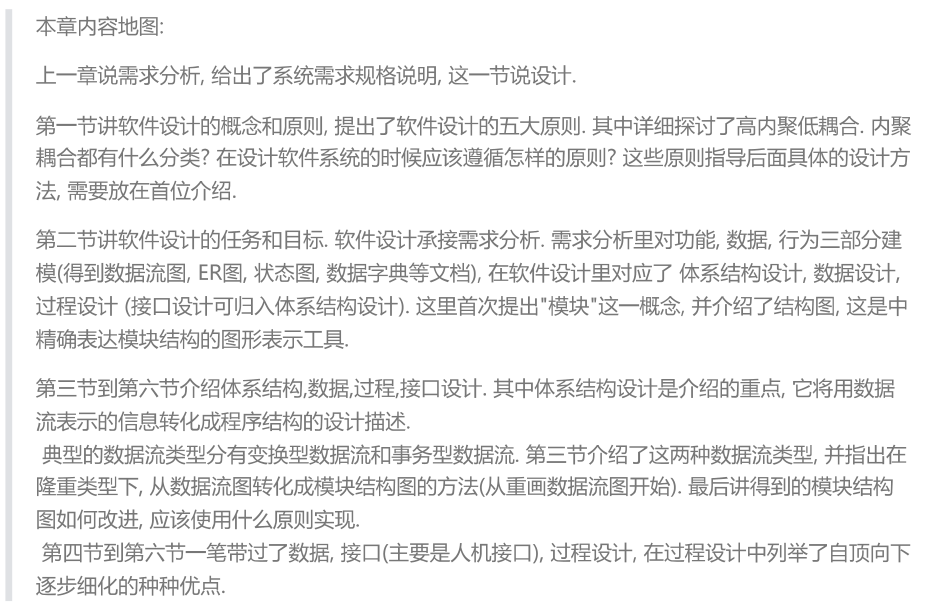 本章内容地图:
上一章说需求分析, 给出了系统需求规格说明, 这一节说设计.
第一节讲软件设计的概念和原则, 提出了软件设计的五大原则. 其中详细探讨了高内聚低耦合. 内聚
耦合都有什么分类? 在设计软件系统的时候应该遵循怎样的原则? 这些原则指导后面具体的设计方
法, 需要放在首位介绍.
第二节讲软件设计的任务和目标. 软件设计承接需求分析. 需求分析里对功能, 数据, 行为三部分建
模(得到数据流图, ER图, 状态图, 数据字典等文档), 在软件设计里对应了 体系结构设计, 数据设计,
过程设计 (接口设计可归入体系结构设计). 这里首次提出"模块"这一概念, 并介绍了结构图, 这是中
精确表达模块结构的图形表示工具.
第三节到第六节介绍体系结构,数据,过程,接口设计. 其中体系结构设计是介绍的重点, 它将用数据
流表示的信息转化成程序结构的设计描述.
典型的数据流类型分有变换型数据流和事务型数据流. 第三节介绍了这两种数据流类型, 并指出在
隆重类型下, 从数据流图转化成模块结构图的方法(从重画数据流图开始). 最后讲得到的模块结构
图如何改进, 应该使用什么原则实现.
第四节到第六节一笔带过了数据, 接口(主要是人机接口), 过程设计, 在过程设计中列举了自顶向下
逐步细化的种种优点.